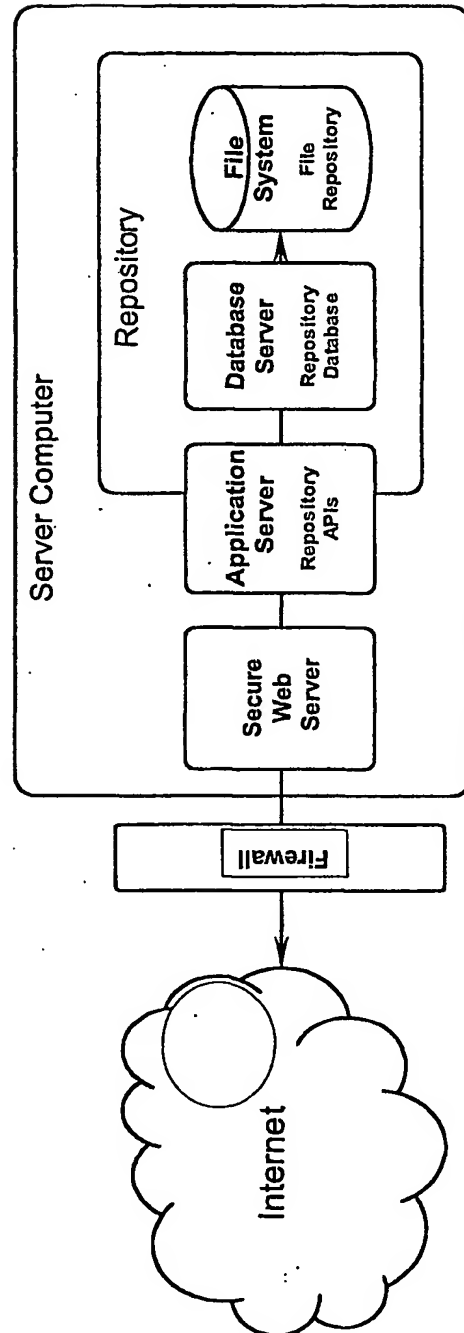 Server Computer
Repository
File
System
File
Repository
Database
Server
Repository
Database
Application
Server
Repository
APIs
Secure
Web
Server
Firewall
Internet